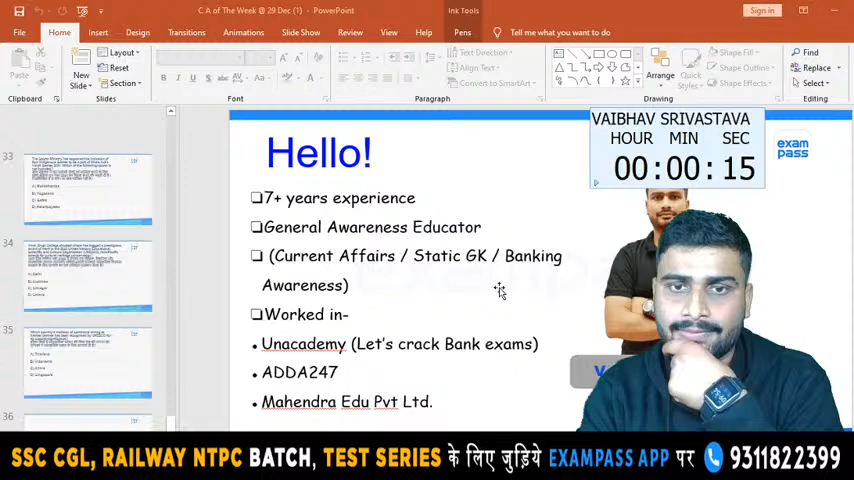 C A of The Week @ 29 Dec (1) - PowerPoint
Ink Tools
Sign in
File
Home
Insert
Design
Transitions
Animations
Slide Show
Review
View
Help
Pens
Tell me what you want to do
Paste
New Slide
Layout
Reset
Section
Text Direction
Align Text
Convert to SmartArt
Arrange
Quick Styles
Shape Fill
Shape Outline
Shape Effects
Find
Replace
Select
Clipboard
Slides
Font
Paragraph
Drawing
Editing
33
34
35
36
VAIBHAV SRIVASTAVA
HOUR MIN SEC
00:00:15
exam pass
Hello!
7+ years experience
General Awareness Educator
(Current Affairs / Static GK / Banking
Awareness)
Worked in-
Unacademy (Let's crack Bank exams)
ADDA247
Mahendra Edu Pvt Ltd.
SSC CGL, RAILWAY NTPC BATCH, TEST SERIES के लिए जुड़िये EXAMPASS APP पर 9311822399